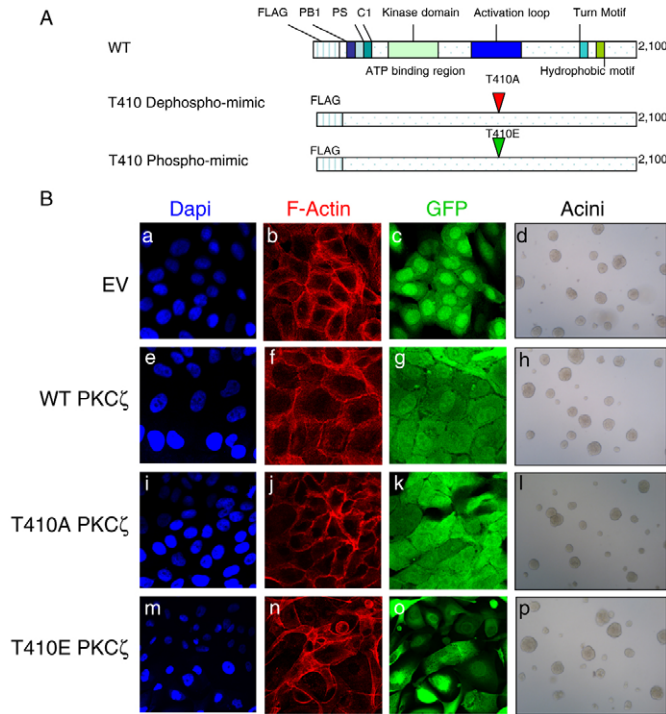 A
FLAG PB1 PS C1 Kinase domain Activation loop Turn Motif
WT 2,100
ATP binding region Hydrophobic motif
T410A
T410 Dephospho-mimic FLAG 2,100
T410E
T410 Phospho-mimic FLAG 2,100
B
Dapi F-Actin GFP Acini
EV a b c d
WT PKCζ e f g h
T410A PKCζ i j k l
T410E PKCζ m n o p